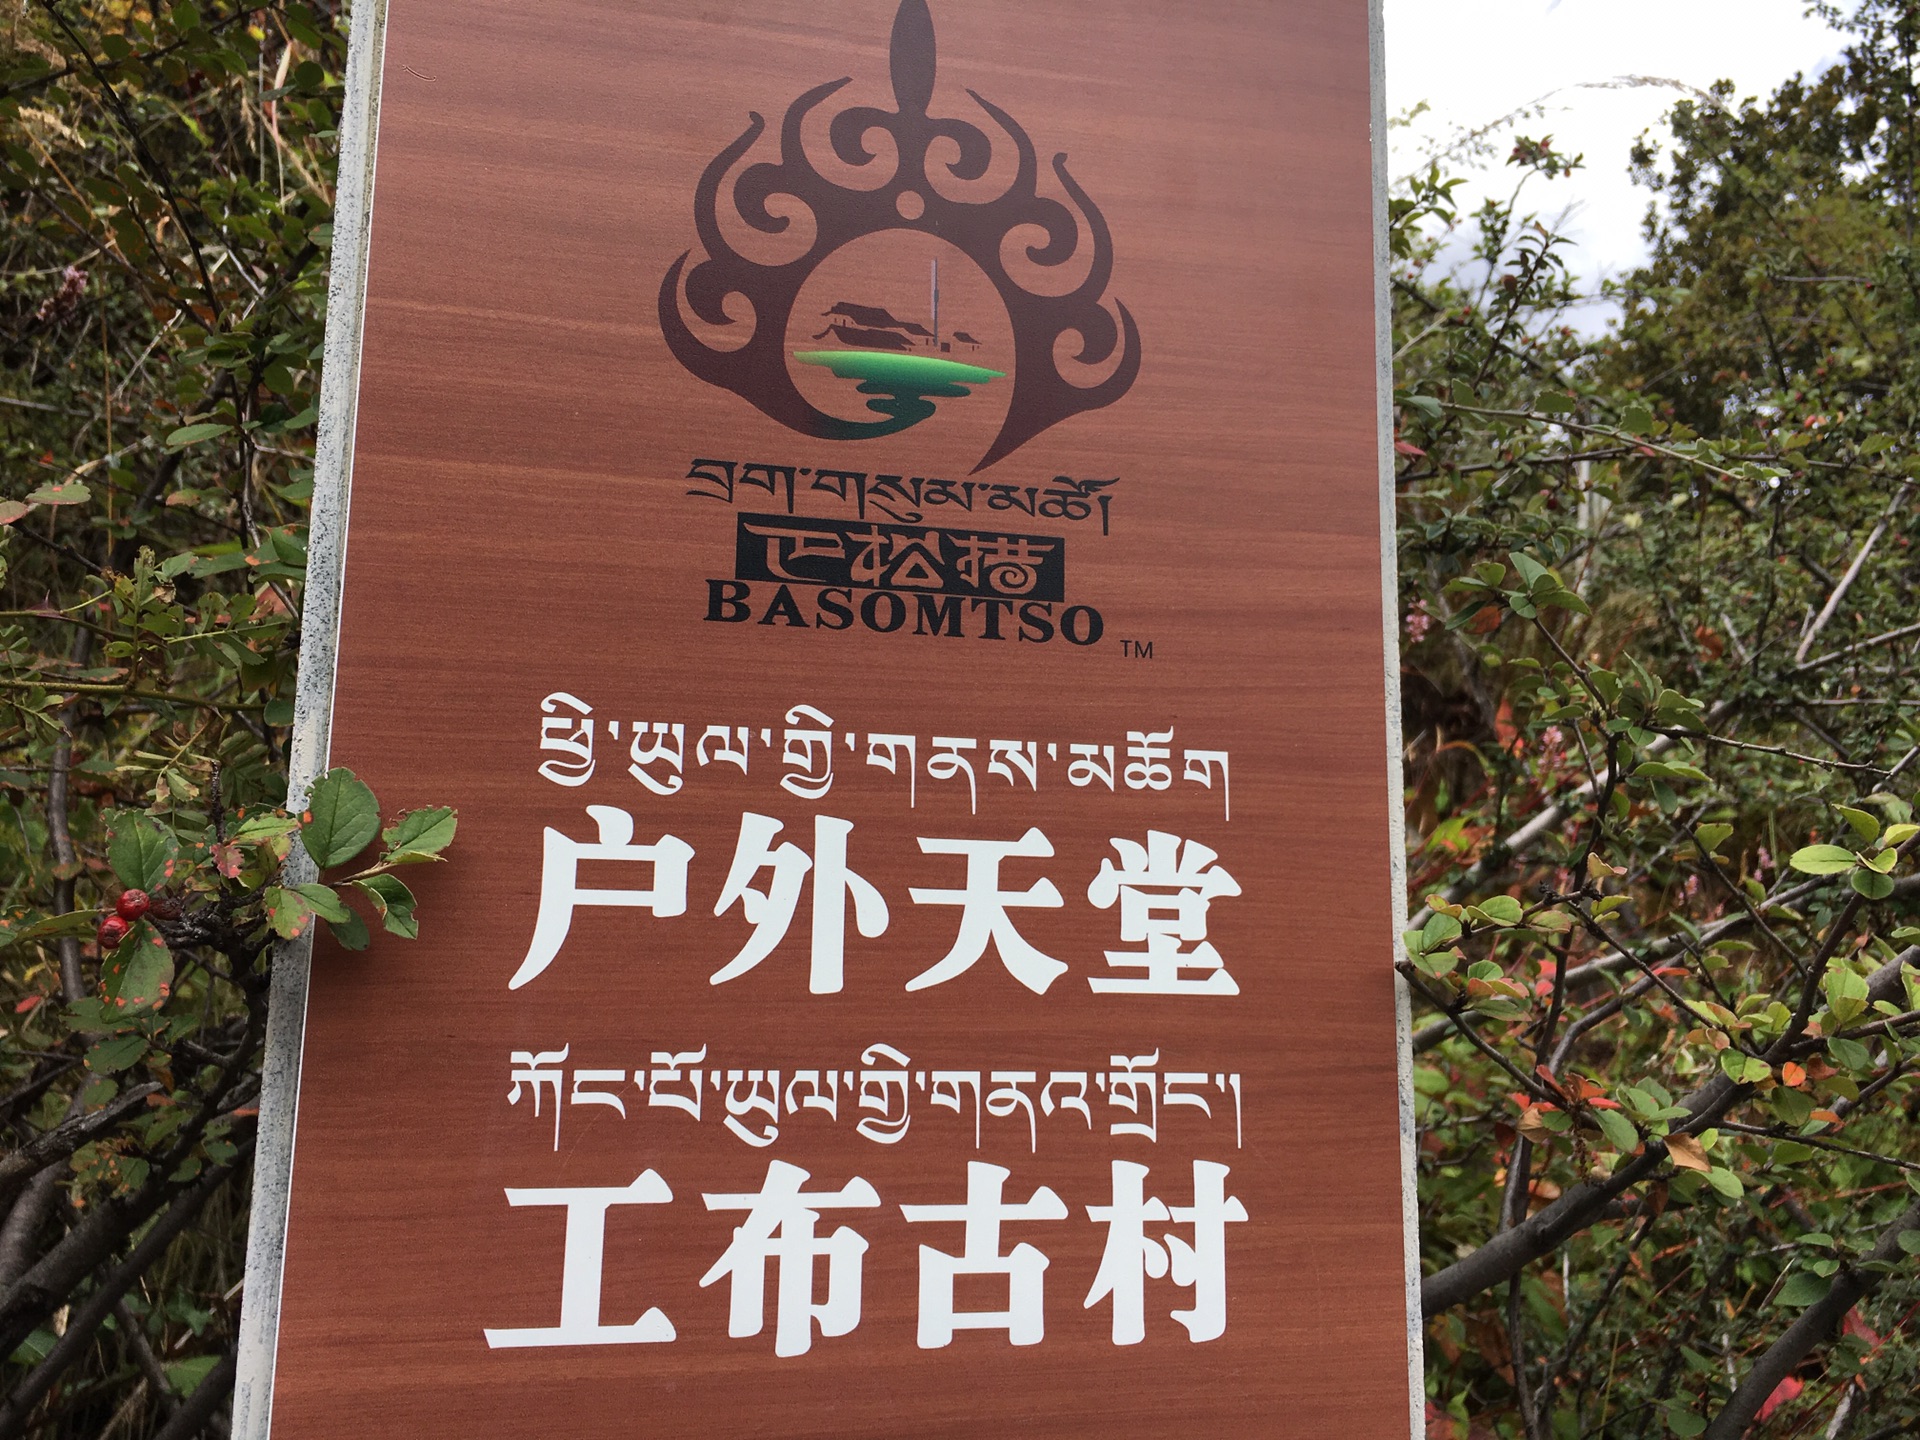 བྲག་གསུམ་མཚོ།
巴松措
BASOMTSO
TM
ཕྱི་ཡུལ་གྱི་གནས་མཆོག
户外天堂
ཀོང་པོ་ཡུལ་གྱི་གནའ་གྲོང་།
工布古村